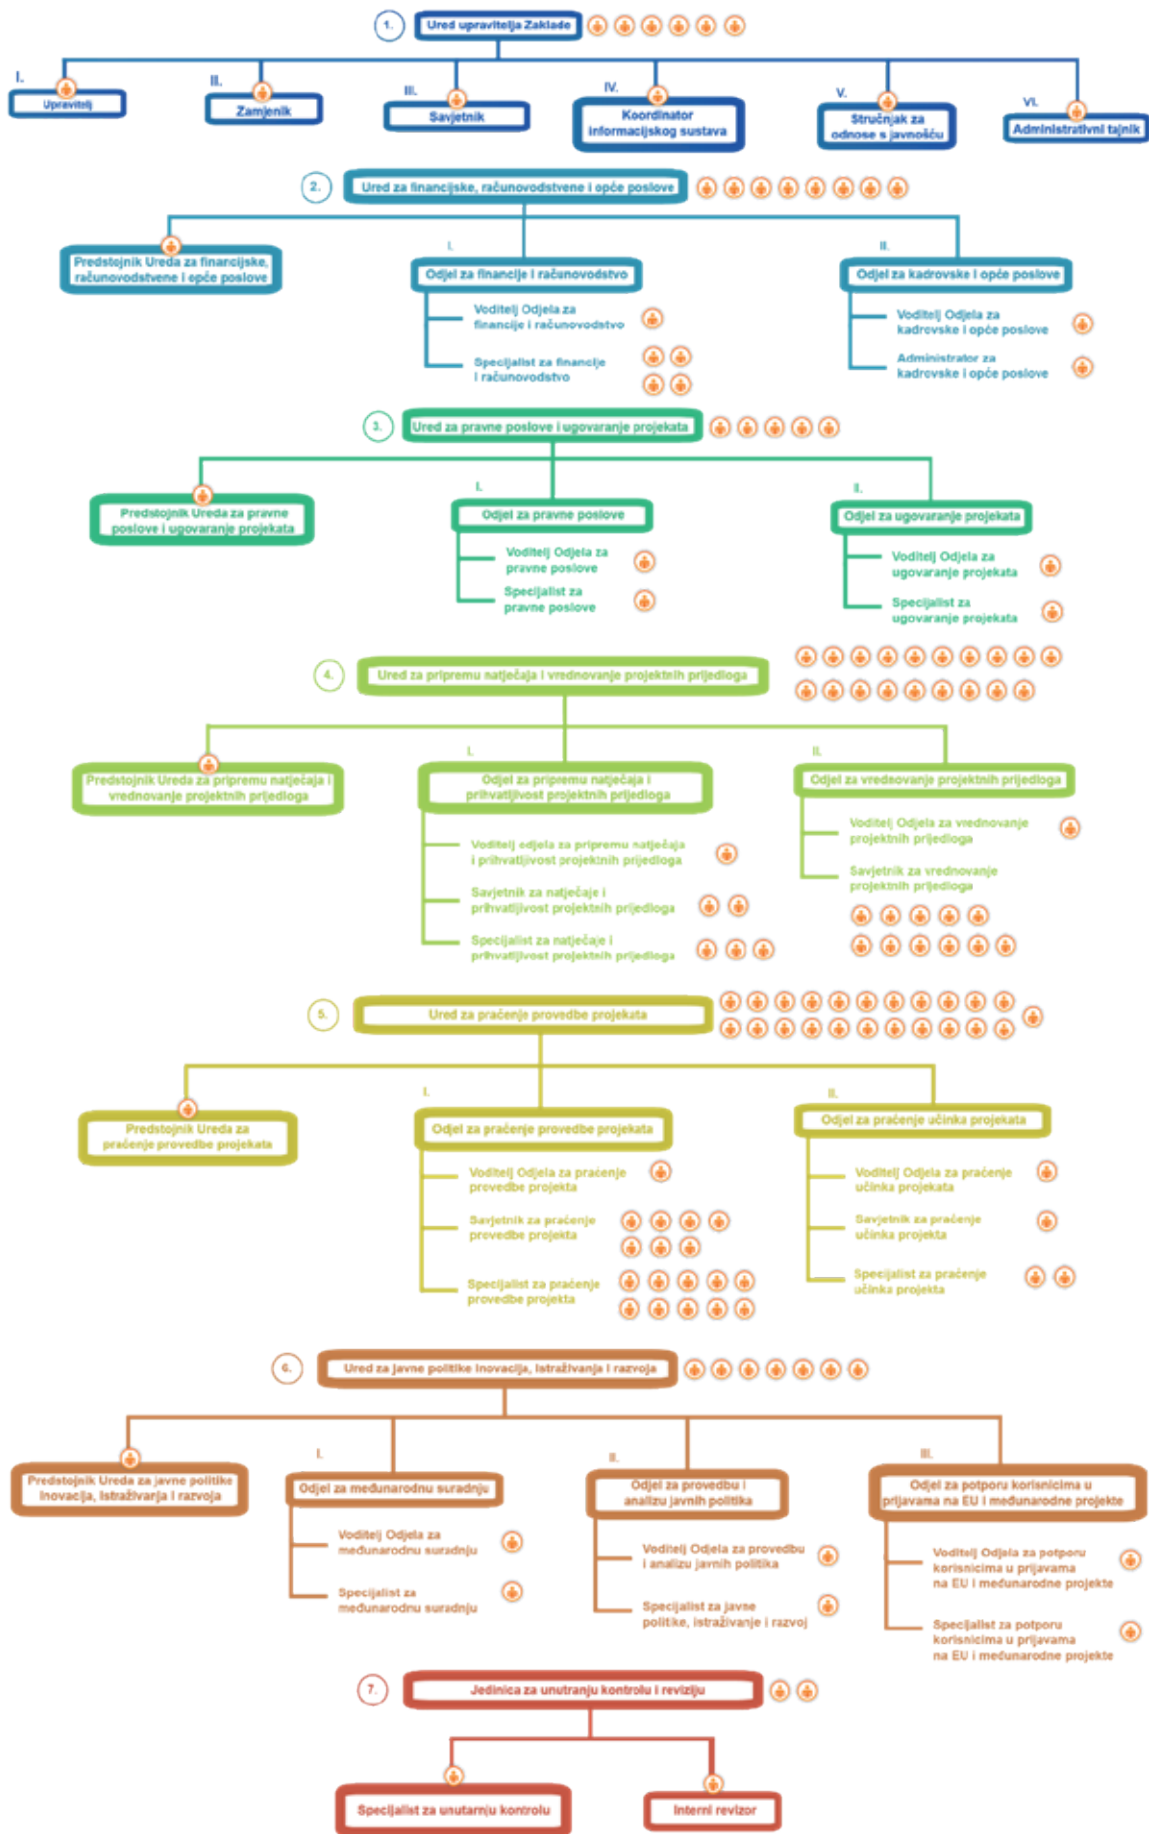 1.
Ured upravitelja Zaklade
I.
Upravitelj
II.
Zamjenik
III.
Savjetnik
IV.
Koordinator
informacijskog sustava
V.
Stručnjak za
odnose s javnošću
VI.
Administrativni tajnik
2.
Ured za financijske, računovodstvene i opće poslove
Predstojnik Ureda za financijske,
računovodstvene i opće poslove
I.
Odjel za financije i računovodstvo
Voditelj Odjela za
financije i računovodstvo
Specijalist za financije
i računovodstvo
II.
Odjel za kadrovske i opće poslove
Voditelj Odjela za
kadrovske i opće poslove
Administrator za
kadrovske i opće poslove
3.
Ured za pravne poslove i ugovaranje projekata
Predstojnik Ureda za pravne
poslove i ugovaranje projekata
I.
Odjel za pravne poslove
Voditelj Odjela za
pravne poslove
Specijalist za
pravne poslove
II.
Odjel za ugovaranje projekata
Voditelj Odjela za
ugovaranje projekata
Specijalist za
ugovaranje projekata
4.
Ured za pripremu natječaja i vrednovanje projektnih prijedloga
Predstojnik Ureda za pripremu natječaja i
vrednovanje projektnih prijedloga
I.
Odjel za pripremu natječaja i
prihvatljivost projektnih prijedloga
Voditelj odjela za pripremu natječaja
i prihvatljivost projektnih prijedloga
Savjetnik za natječaje i
prihvatljivost projektnih prijedloga
Specijalist za natječaje i
prihvatljivost projektnih prijedloga
II.
Odjel za vrednovanje projektnih prijedloga
Voditelj Odjela za vrednovanje
projektnih prijedloga
Savjetnik za vrednovanje
projektnih prijedloga
5.
Ured za praćenje provedbe projekata
Predstojnik Ureda za
praćenje provedbe projekata
I.
Odjel za praćenje provedbe projekata
Voditelj Odjela za praćenje
provedbe projekta
Savjetnik za praćenje
provedbe projekta
Specijalist za praćenje
provedbe projekta
II.
Odjel za praćenje učinka projekata
Voditelj Odjela za praćenje
učinka projekata
Savjetnik za praćenje
učinka projekta
Specijalist za praćenje
učinka projekta
6.
Ured za javne politike inovacija, istraživanja i razvoja
Predstojnik Ureda za javne politike
inovacija, istraživanja i razvoja
I.
Odjel za međunarodnu suradnju
Voditelj Odjela za
međunarodnu suradnju
Specijalist za
međunarodnu suradnju
II.
Odjel za provedbu i
analizu javnih politika
Voditelj Odjela za provedbu
i analizu javnih politika
Specijalist za javne
politike, istraživanje i razvoj
III.
Odjel za potporu korisnicima u
prijavama na EU i međunarodne projekte
Voditelj Odjela za potporu
korisnicima u prijavama
na EU i međunarodne projekte
Specijalist za potporu
korisnicima u prijavama
na EU i međunarodne projekte
7.
Jedinica za unutranju kontrolu i reviziju
Specijalist za unutarnju kontrolu
Interni revizor